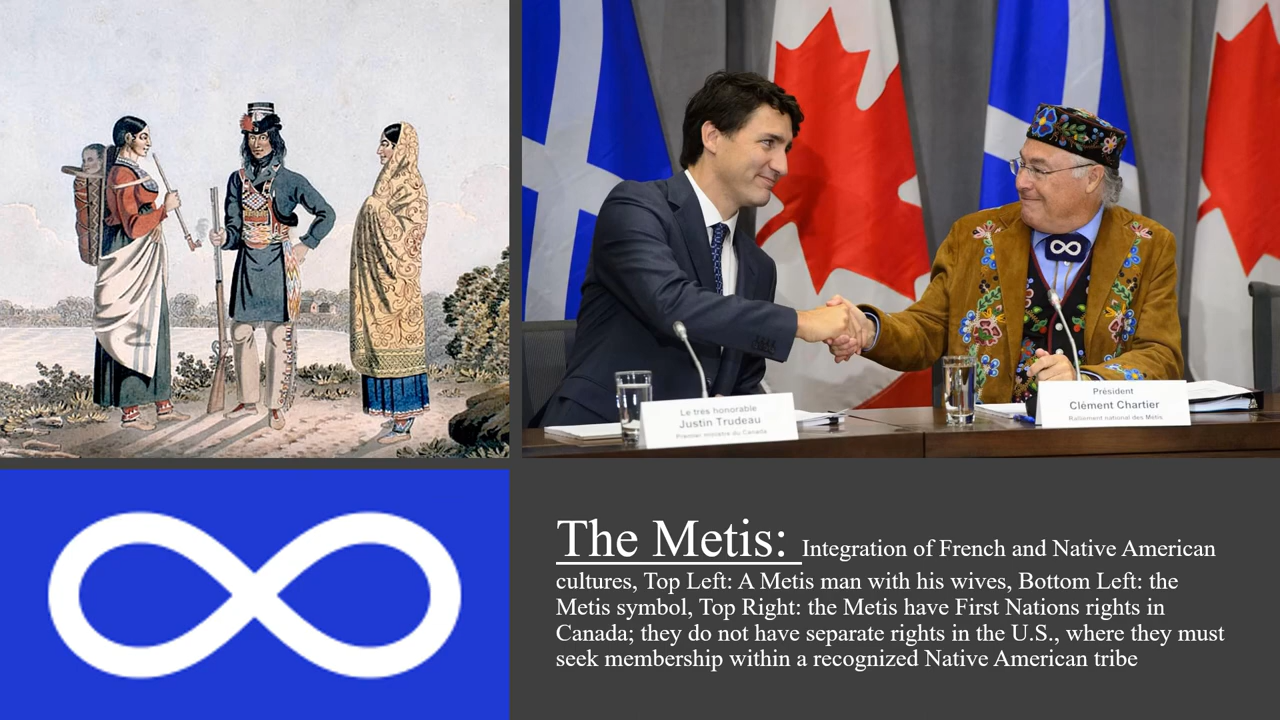 Le très honorable
Justin Trudeau
Premier ministre du Canada
Président
Clément Chartier
Ralliement national des Métis
The Metis: Integration of French and Native American
cultures, Top Left: A Metis man with his wives, Bottom Left: the
Metis symbol, Top Right: the Metis have First Nations rights in
Canada; they do not have separate rights in the U.S., where they must
seek membership within a recognized Native American tribe